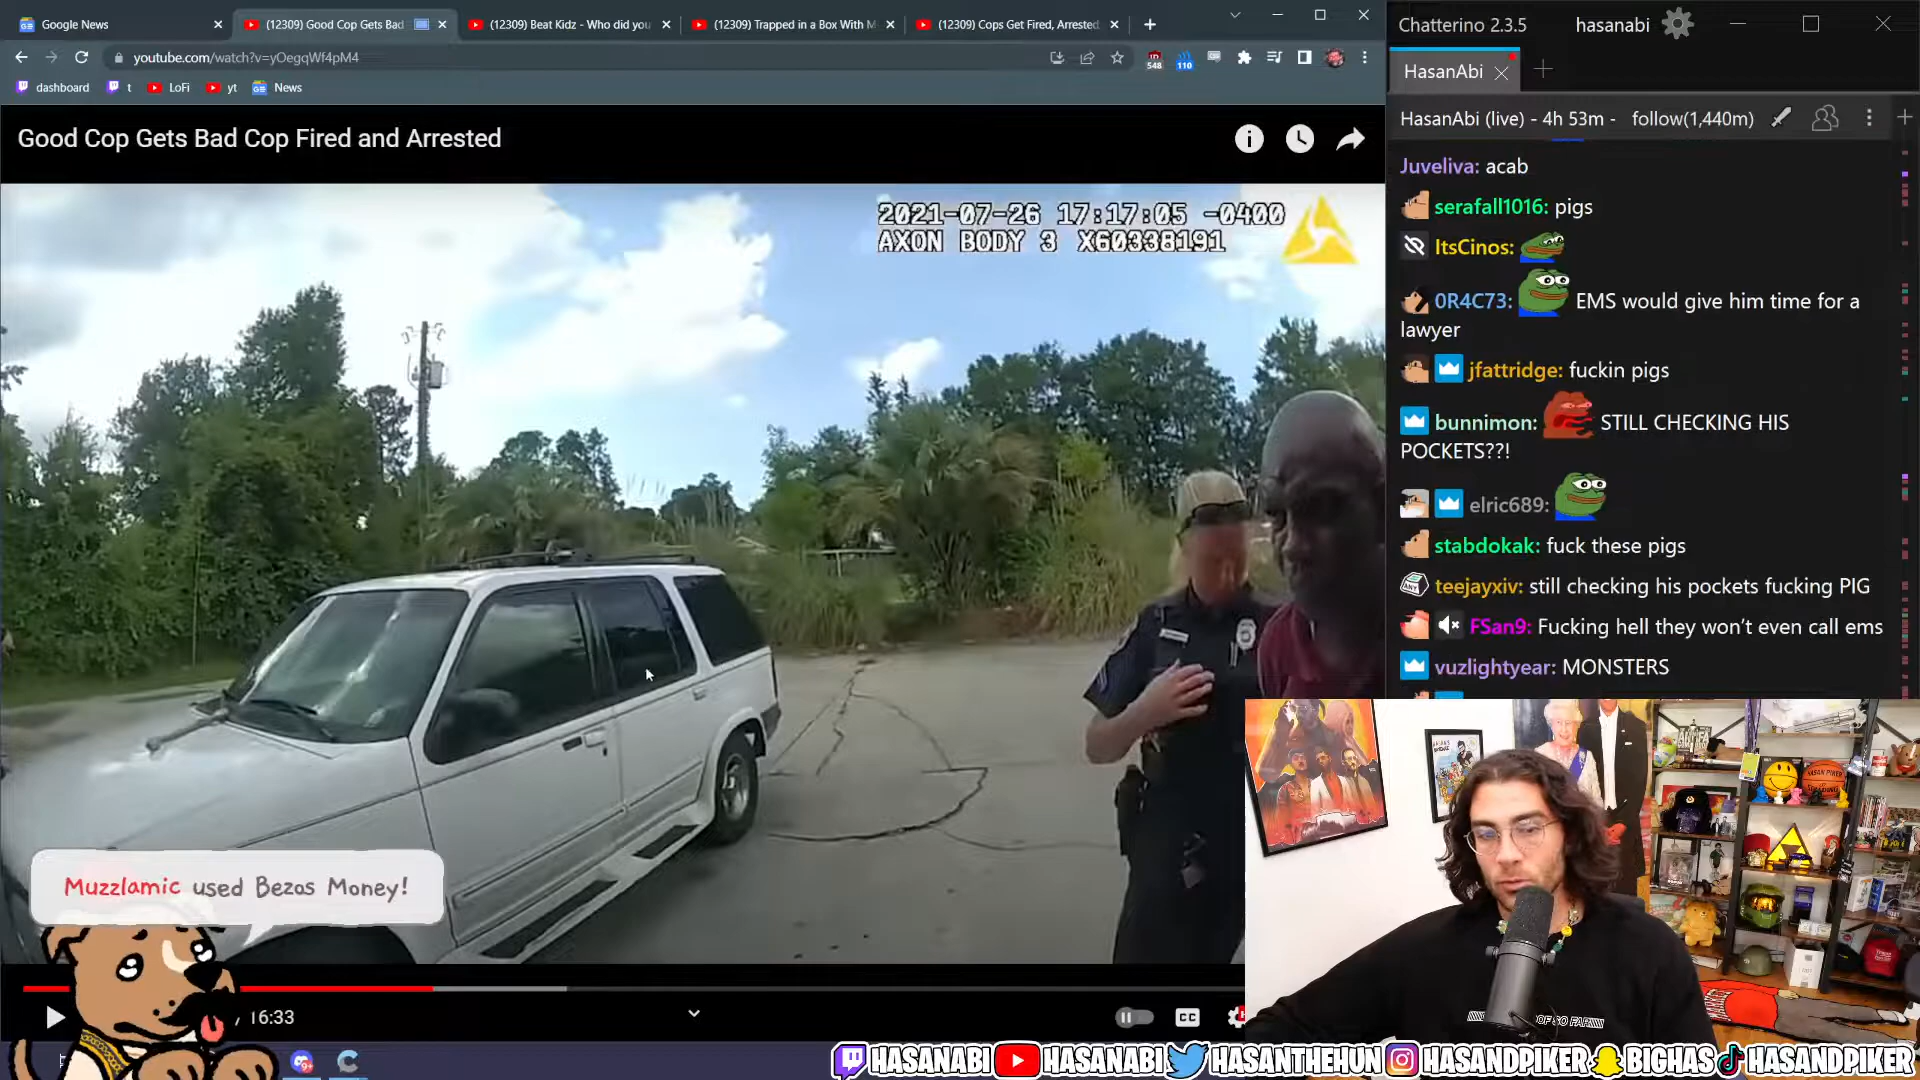 Google News
(12309) Good Cop Gets Bad
(12309) Beat Kidz - Who did you
(12309) Trapped in a Box With M
(12309) Cops Get Fired, Arrested
youtube.com/watch?v=yOegqWf4pM4
548
110
dashboard
t
LoFi
yt
News
Good Cop Gets Bad Cop Fired and Arrested
2021-07-26 17:17:05 -0400
AXON BODY 3 X60338191
Muzzlamic used Bezos Money!
/ 16:33
CC
Chatterino 2.3.5
hasanabi
HasanAbi
HasanAbi (live) - 4h 53m - follow(1,440m)
Juveliva: acab
serafall1016: pigs
ItsCinos:
0R4C73: EMS would give him time for a
lawyer
jfattridge: fuckin pigs
bunnimon: STILL CHECKING HIS
POCKETS??!
elric689:
stabdokak: fuck these pigs
teejayxiv: still checking his pockets fucking PIG
FSan9: Fucking hell they won't even call ems
vuzlightyear: MONSTERS
HASANABI HASANABI HASANTHEHUN HASANDPIKER BIGHAS HASANDPIKER